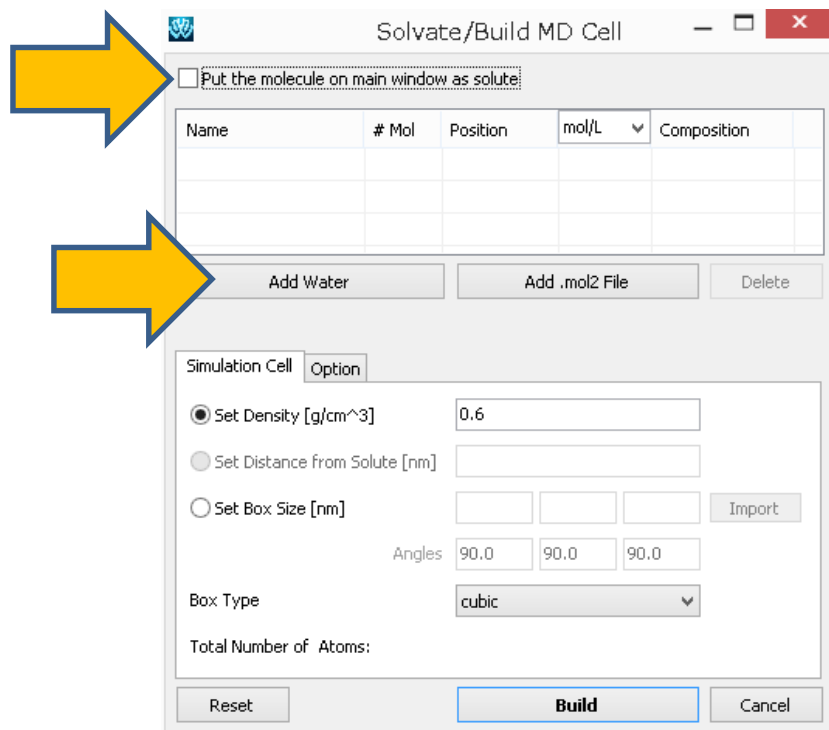 Solvate/Build MD Cell
Put the molecule on main window as solute
Name # Mol Position mol/L Composition
Add Water Add .mol2 File Delete
Simulation Cell Option
Set Density [g/cm^3] 0.6
Set Distance from Solute [nm]
Set Box Size [nm] Import
Angles 90.0 90.0 90.0
Box Type cubic
Total Number of Atoms:
Reset Build Cancel